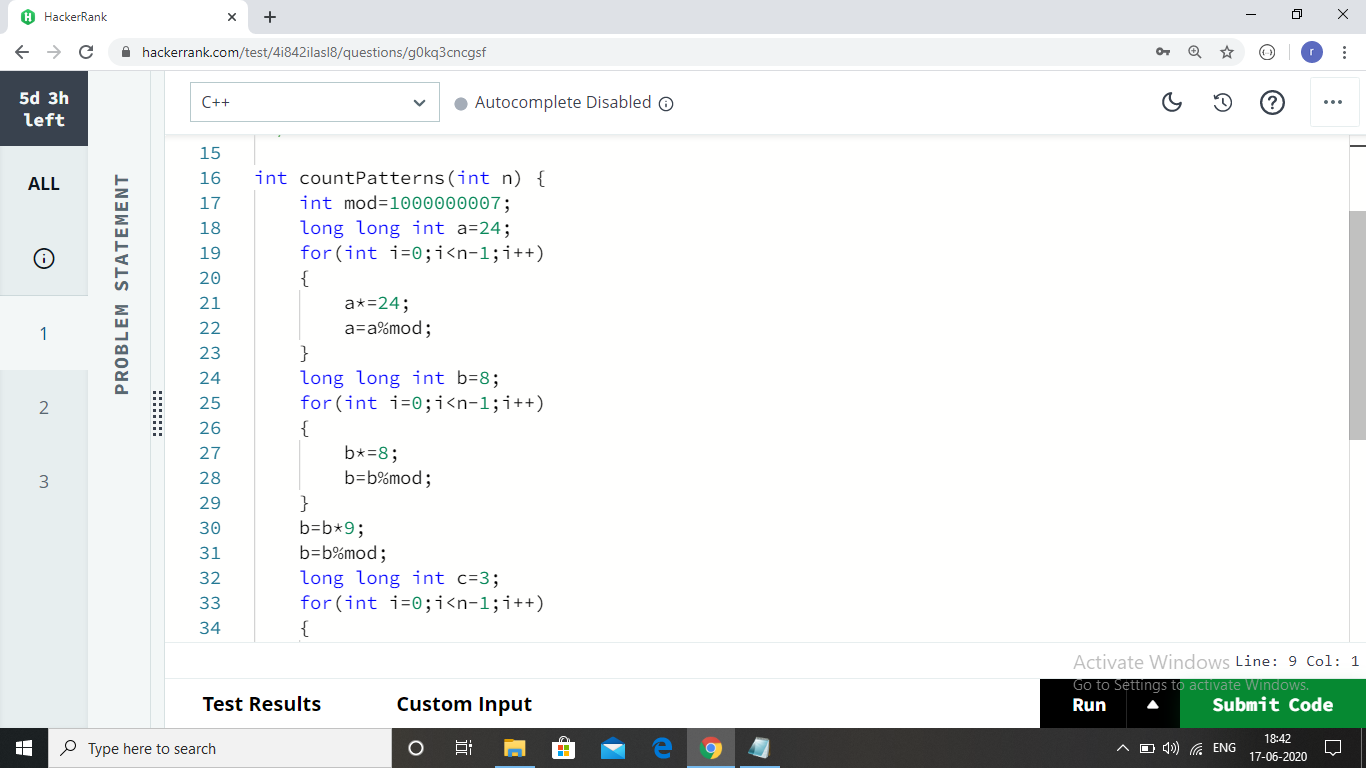 HackerRank
hackerrank.com/test/4i842ilasl8/questions/g0kq3cncgsf
r
5d 3h
left
C++
Autocomplete Disabled
ALL
1
2
3
PROBLEM STATEMENT
15
16 int countPatterns(int n) {
17 int mod=1000000007;
18 long long int a=24;
19 for(int i=0;i<n-1;i++)
20 {
21 a*=24;
22 a=a%mod;
23 }
24 long long int b=8;
25 for(int i=0;i<n-1;i++)
26 {
27 b*=8;
28 b=b%mod;
29 }
30 b=b*9;
31 b=b%mod;
32 long long int c=3;
33 for(int i=0;i<n-1;i++)
34 {
Activate Windows
Go to Settings to activate Windows.
Line: 9 Col: 1
Test Results
Custom Input
Run
Submit Code
Type here to search
ENG
18:42
17-06-2020